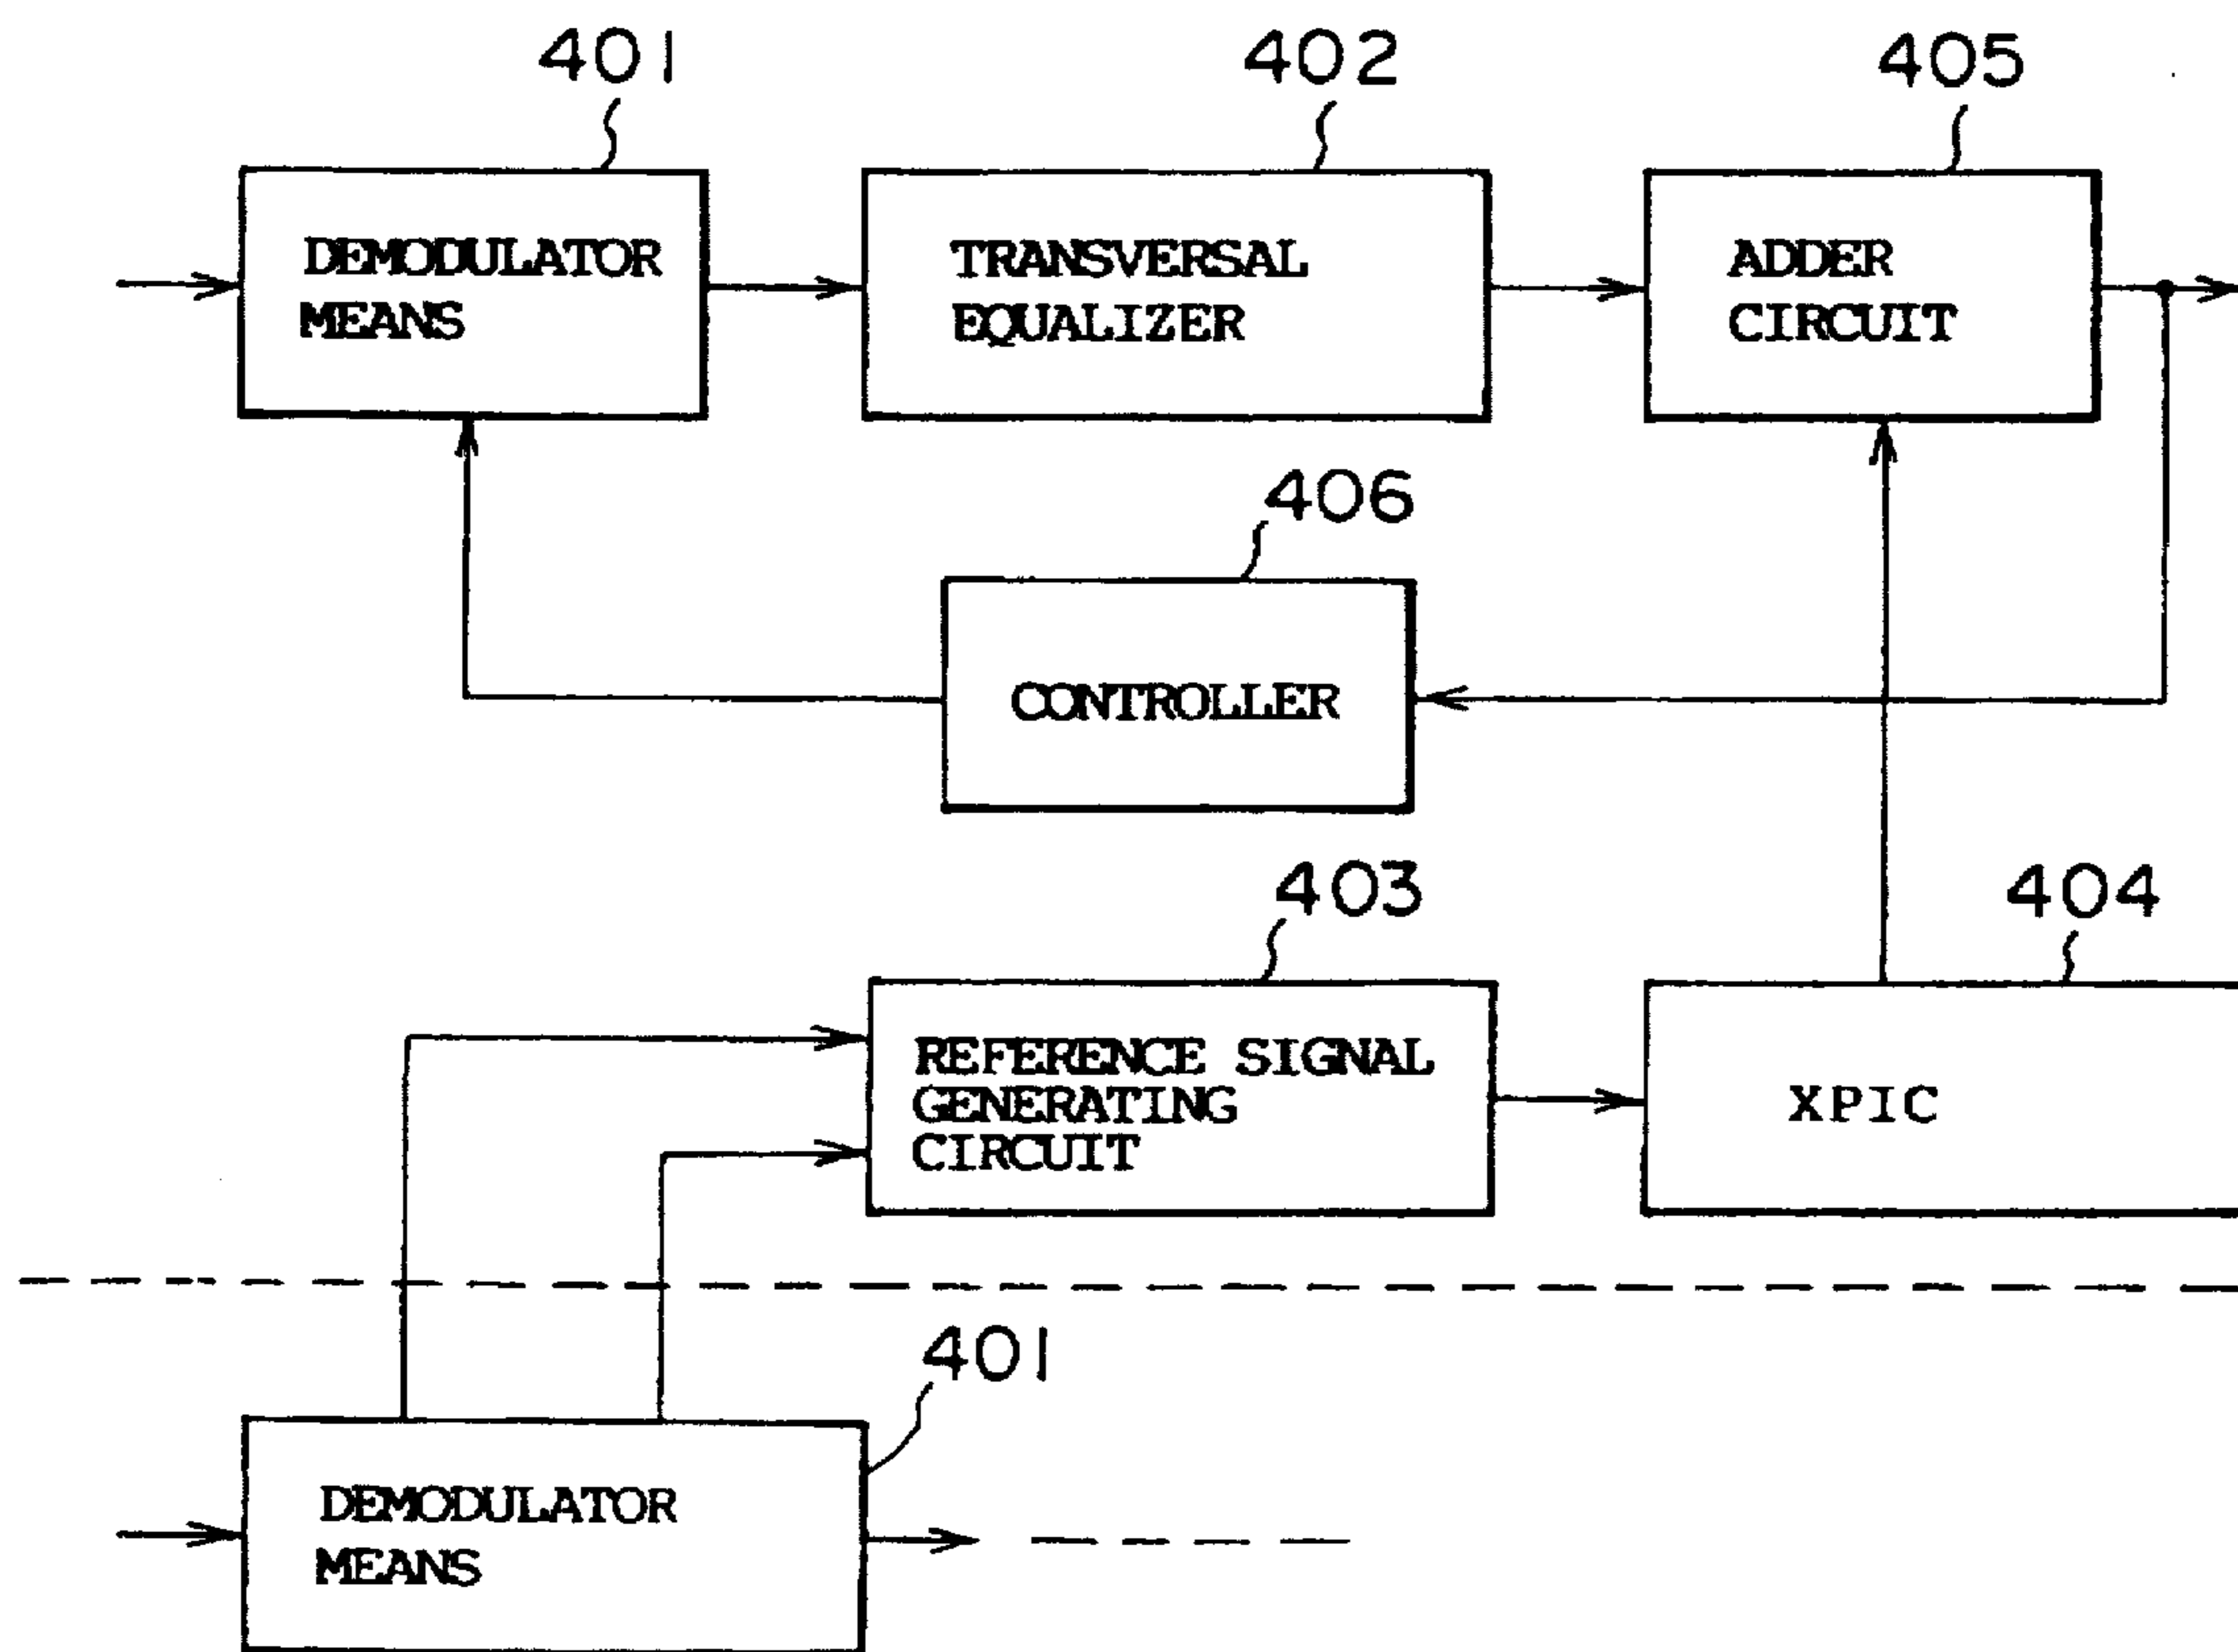 401
402
405
DEMODULATOR
MEANS
TRANSVERSAL
EQUALIZER
ADDER
CIRCUIT
406
CONTROLLER
403
404
REFERENCE SIGNAL
GENERATING
CIRCUIT
XPIC
401
DEMODULATOR
MEANS